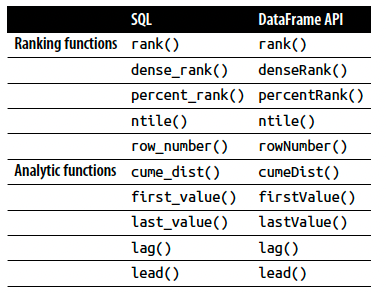 SQL DataFrame API
Ranking functions rank() rank()
dense_rank() denseRank()
percent_rank() percentRank()
ntile() ntile()
row_number() rowNumber()
Analytic functions cume_dist() cumeDist()
first_value() firstValue()
last_value() lastValue()
lag() lag()
lead() lead()